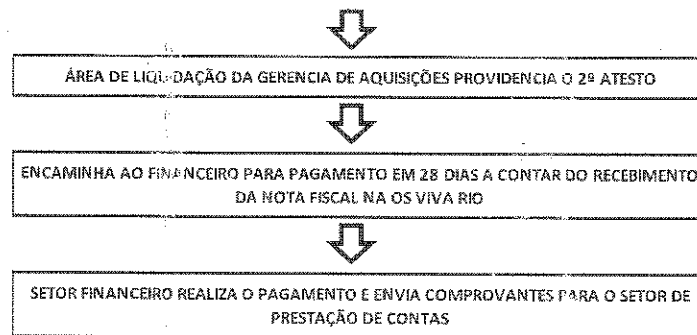 ÁREA DE LIQUIDAÇÃO DA GERENCIA DE AQUISIÇÕES PROVIDENCIA O 2º ATESTO
ENCAMINHA AO FINANCEIRO PARA PAGAMENTO EM 28 DIAS A CONTAR DO RECEBIMENTO
DA NOTA FISCAL NA OS VIVA RIO
SETOR FINANCEIRO REALIZA O PAGAMENTO E ENVIA COMPROVANTES PARA O SETOR DE
PRESTAÇÃO DE CONTAS